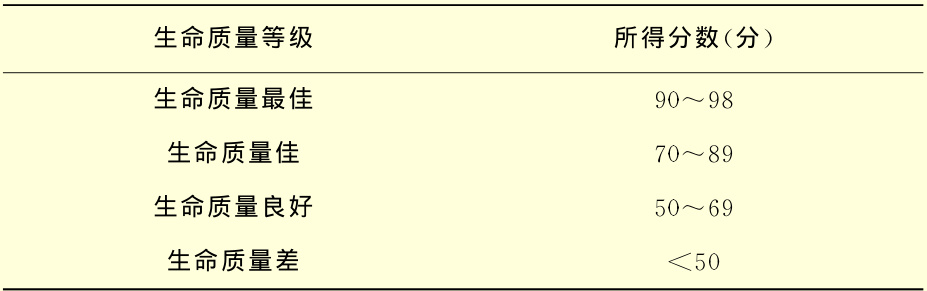 生命质量等级 所得分数(分)
生命质量最佳 90～98
生命质量佳 70～89
生命质量良好 50～69
生命质量差 <50